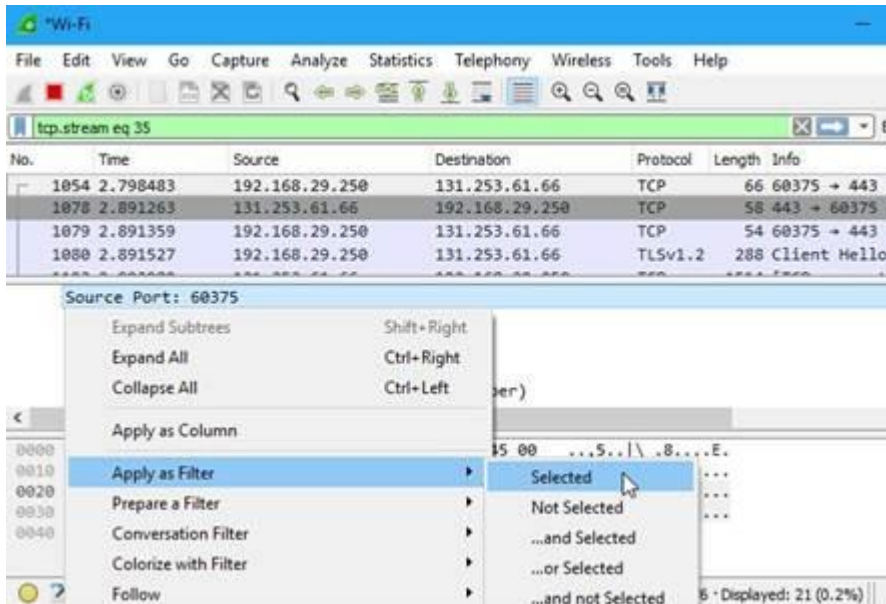 *Wi-Fi
File Edit View Go Capture Analyze Statistics Telephony Wireless Tools Help
tcp.stream eq 35
No. Time Source Destination Protocol Length Info
1054 2.798483 192.168.29.250 131.253.61.66 TCP 66 60375 → 443
1078 2.891263 131.253.61.66 192.168.29.250 TCP 58 443 → 60375
1079 2.891359 192.168.29.250 131.253.61.66 TCP 54 60375 → 443
1080 2.891527 192.168.29.250 131.253.61.66 TLSv1.2 288 Client Hello
Source Port: 60375
Expand Subtrees Shift+Right
Expand All Ctrl+Right
Collapse All Ctrl+Left
Apply as Column
0000 45 00 ...5..|\ .8....E.
0010
Apply as Filter Selected
0020
Prepare a Filter Not Selected
0030
0040
Conversation Filter ...and Selected
Colorize with Filter ...or Selected
Follow ...and not Selected
6 · Displayed: 21 (0.2%)